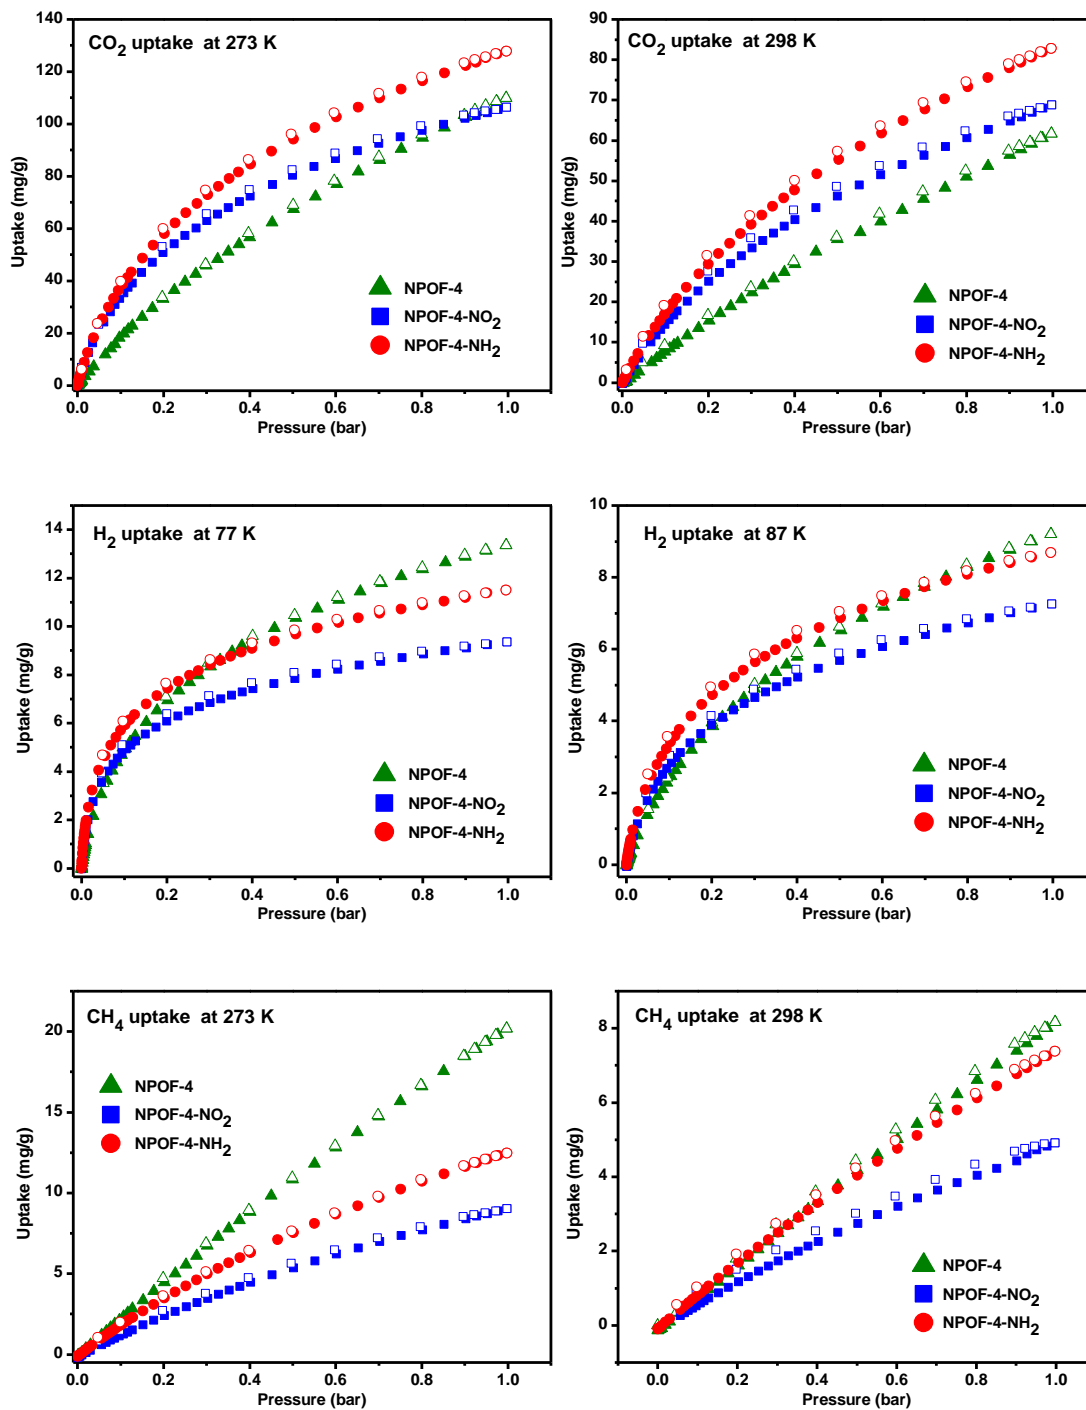 CO2 uptake at 273 K
Uptake (mg/g)
140
120
100
80
60
40
20
0
NPOF-4
NPOF-4-NO2
NPOF-4-NH2
0.0 0.2 0.4 0.6 0.8 1.0
Pressure (bar)
CO2 uptake at 298 K
Uptake (mg/g)
90
80
70
60
50
40
30
20
10
0
NPOF-4
NPOF-4-NO2
NPOF-4-NH2
0.0 0.2 0.4 0.6 0.8 1.0
Pressure (bar)
H2 uptake at 77 K
Uptake (mg/g)
14
12
10
8
6
4
2
0
NPOF-4
NPOF-4-NO2
NPOF-4-NH2
0.0 0.2 0.4 0.6 0.8 1.0
Pressure (bar)
H2 uptake at 87 K
Uptake (mg/g)
10
8
6
4
2
0
NPOF-4
NPOF-4-NO2
NPOF-4-NH2
0.0 0.2 0.4 0.6 0.8 1.0
Pressure (bar)
CH4 uptake at 273 K
Uptake (mg/g)
20
15
10
5
0
NPOF-4
NPOF-4-NO2
NPOF-4-NH2
0.0 0.2 0.4 0.6 0.8 1.0
Pressure (bar)
CH4 uptake at 298 K
Uptake (mg/g)
8
6
4
2
0
NPOF-4
NPOF-4-NO2
NPOF-4-NH2
0.0 0.2 0.4 0.6 0.8 1.0
Pressure (bar)